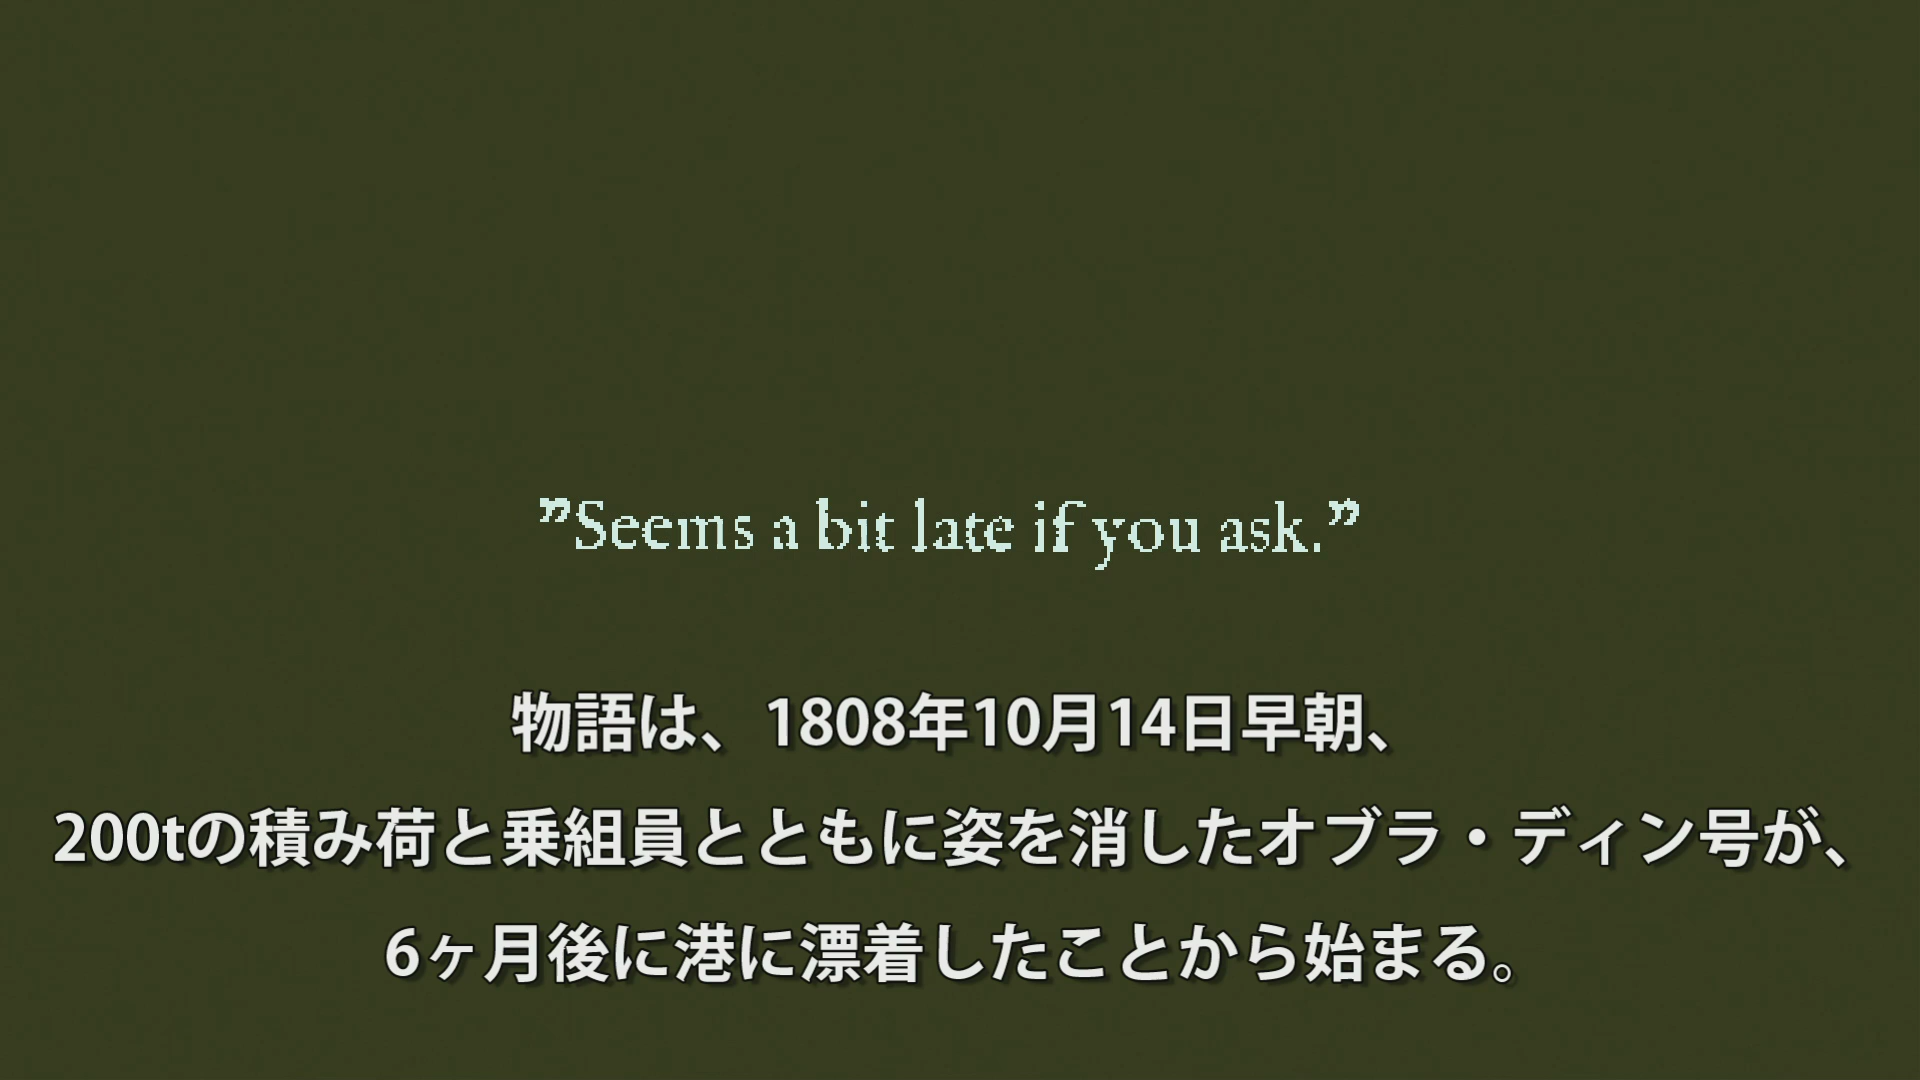 ”Seems a bit late if you ask.”
物語は、1808年10月14日早朝、
200tの積み荷と乗組員とともに姿を消したオブラ・ディン号が、
6ヶ月後に港に漂着したことから始まる。